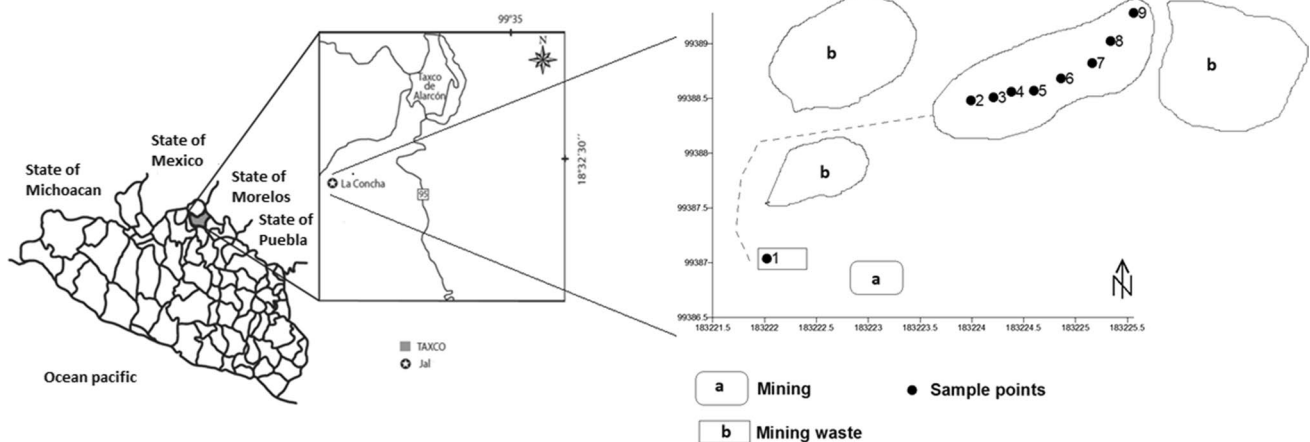 State of
Michoacan
State of
Mexico
State of
Morelos
State of
Puebla
Ocean pacific
99°35
N
Taxco
de
Alarcón
18°32´30´´
La Concha
95
TAXCO
Jal
99389
99388.5
99388
99387.5
99387
99386.5
183221.5 183222 183222.5 183223 183223.5 183224 183224.5 183225 183225.5
b
b
b
a
1
2
3
4
5
6
7
8
9
N
a Mining
Sample points
b Mining waste